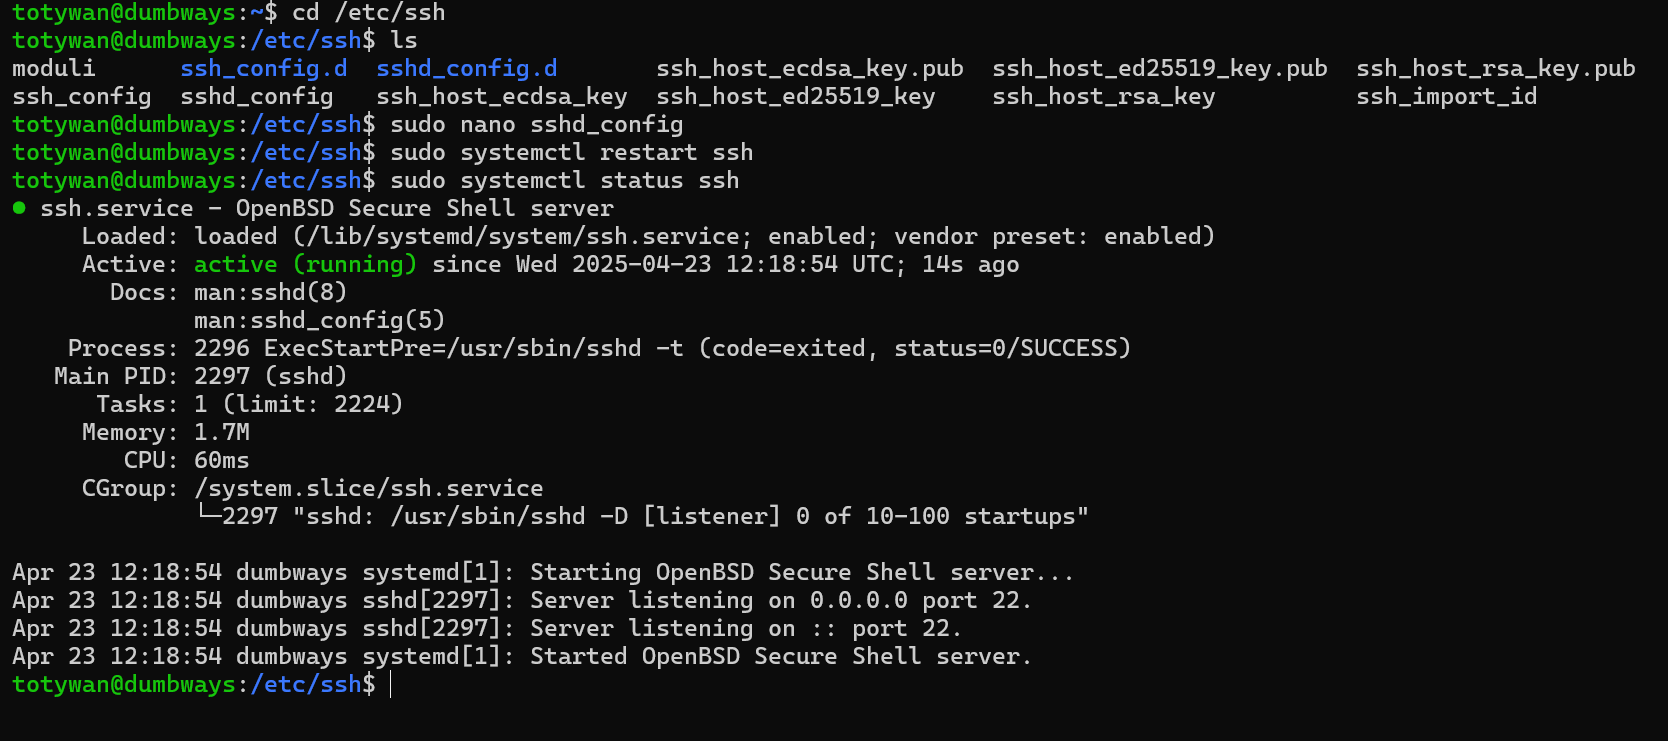 totywan@dumbways:~$ cd /etc/ssh
totywan@dumbways:/etc/ssh$ ls
moduli      ssh_config.d  sshd_config.d       ssh_host_ecdsa_key.pub  ssh_host_ed25519_key.pub  ssh_host_rsa_key.pub
ssh_config  sshd_config   ssh_host_ecdsa_key  ssh_host_ed25519_key    ssh_host_rsa_key          ssh_import_id
totywan@dumbways:/etc/ssh$ sudo nano sshd_config
totywan@dumbways:/etc/ssh$ sudo systemctl restart ssh
totywan@dumbways:/etc/ssh$ sudo systemctl status ssh
● ssh.service - OpenBSD Secure Shell server
     Loaded: loaded (/lib/systemd/system/ssh.service; enabled; vendor preset: enabled)
     Active: active (running) since Wed 2025-04-23 12:18:54 UTC; 14s ago
       Docs: man:sshd(8)
             man:sshd_config(5)
    Process: 2296 ExecStartPre=/usr/sbin/sshd -t (code=exited, status=0/SUCCESS)
   Main PID: 2297 (sshd)
      Tasks: 1 (limit: 2224)
     Memory: 1.7M
        CPU: 60ms
     CGroup: /system.slice/ssh.service
             └─2297 "sshd: /usr/sbin/sshd -D [listener] 0 of 10-100 startups"

Apr 23 12:18:54 dumbways systemd[1]: Starting OpenBSD Secure Shell server...
Apr 23 12:18:54 dumbways sshd[2297]: Server listening on 0.0.0.0 port 22.
Apr 23 12:18:54 dumbways sshd[2297]: Server listening on :: port 22.
Apr 23 12:18:54 dumbways systemd[1]: Started OpenBSD Secure Shell server.
totywan@dumbways:/etc/ssh$